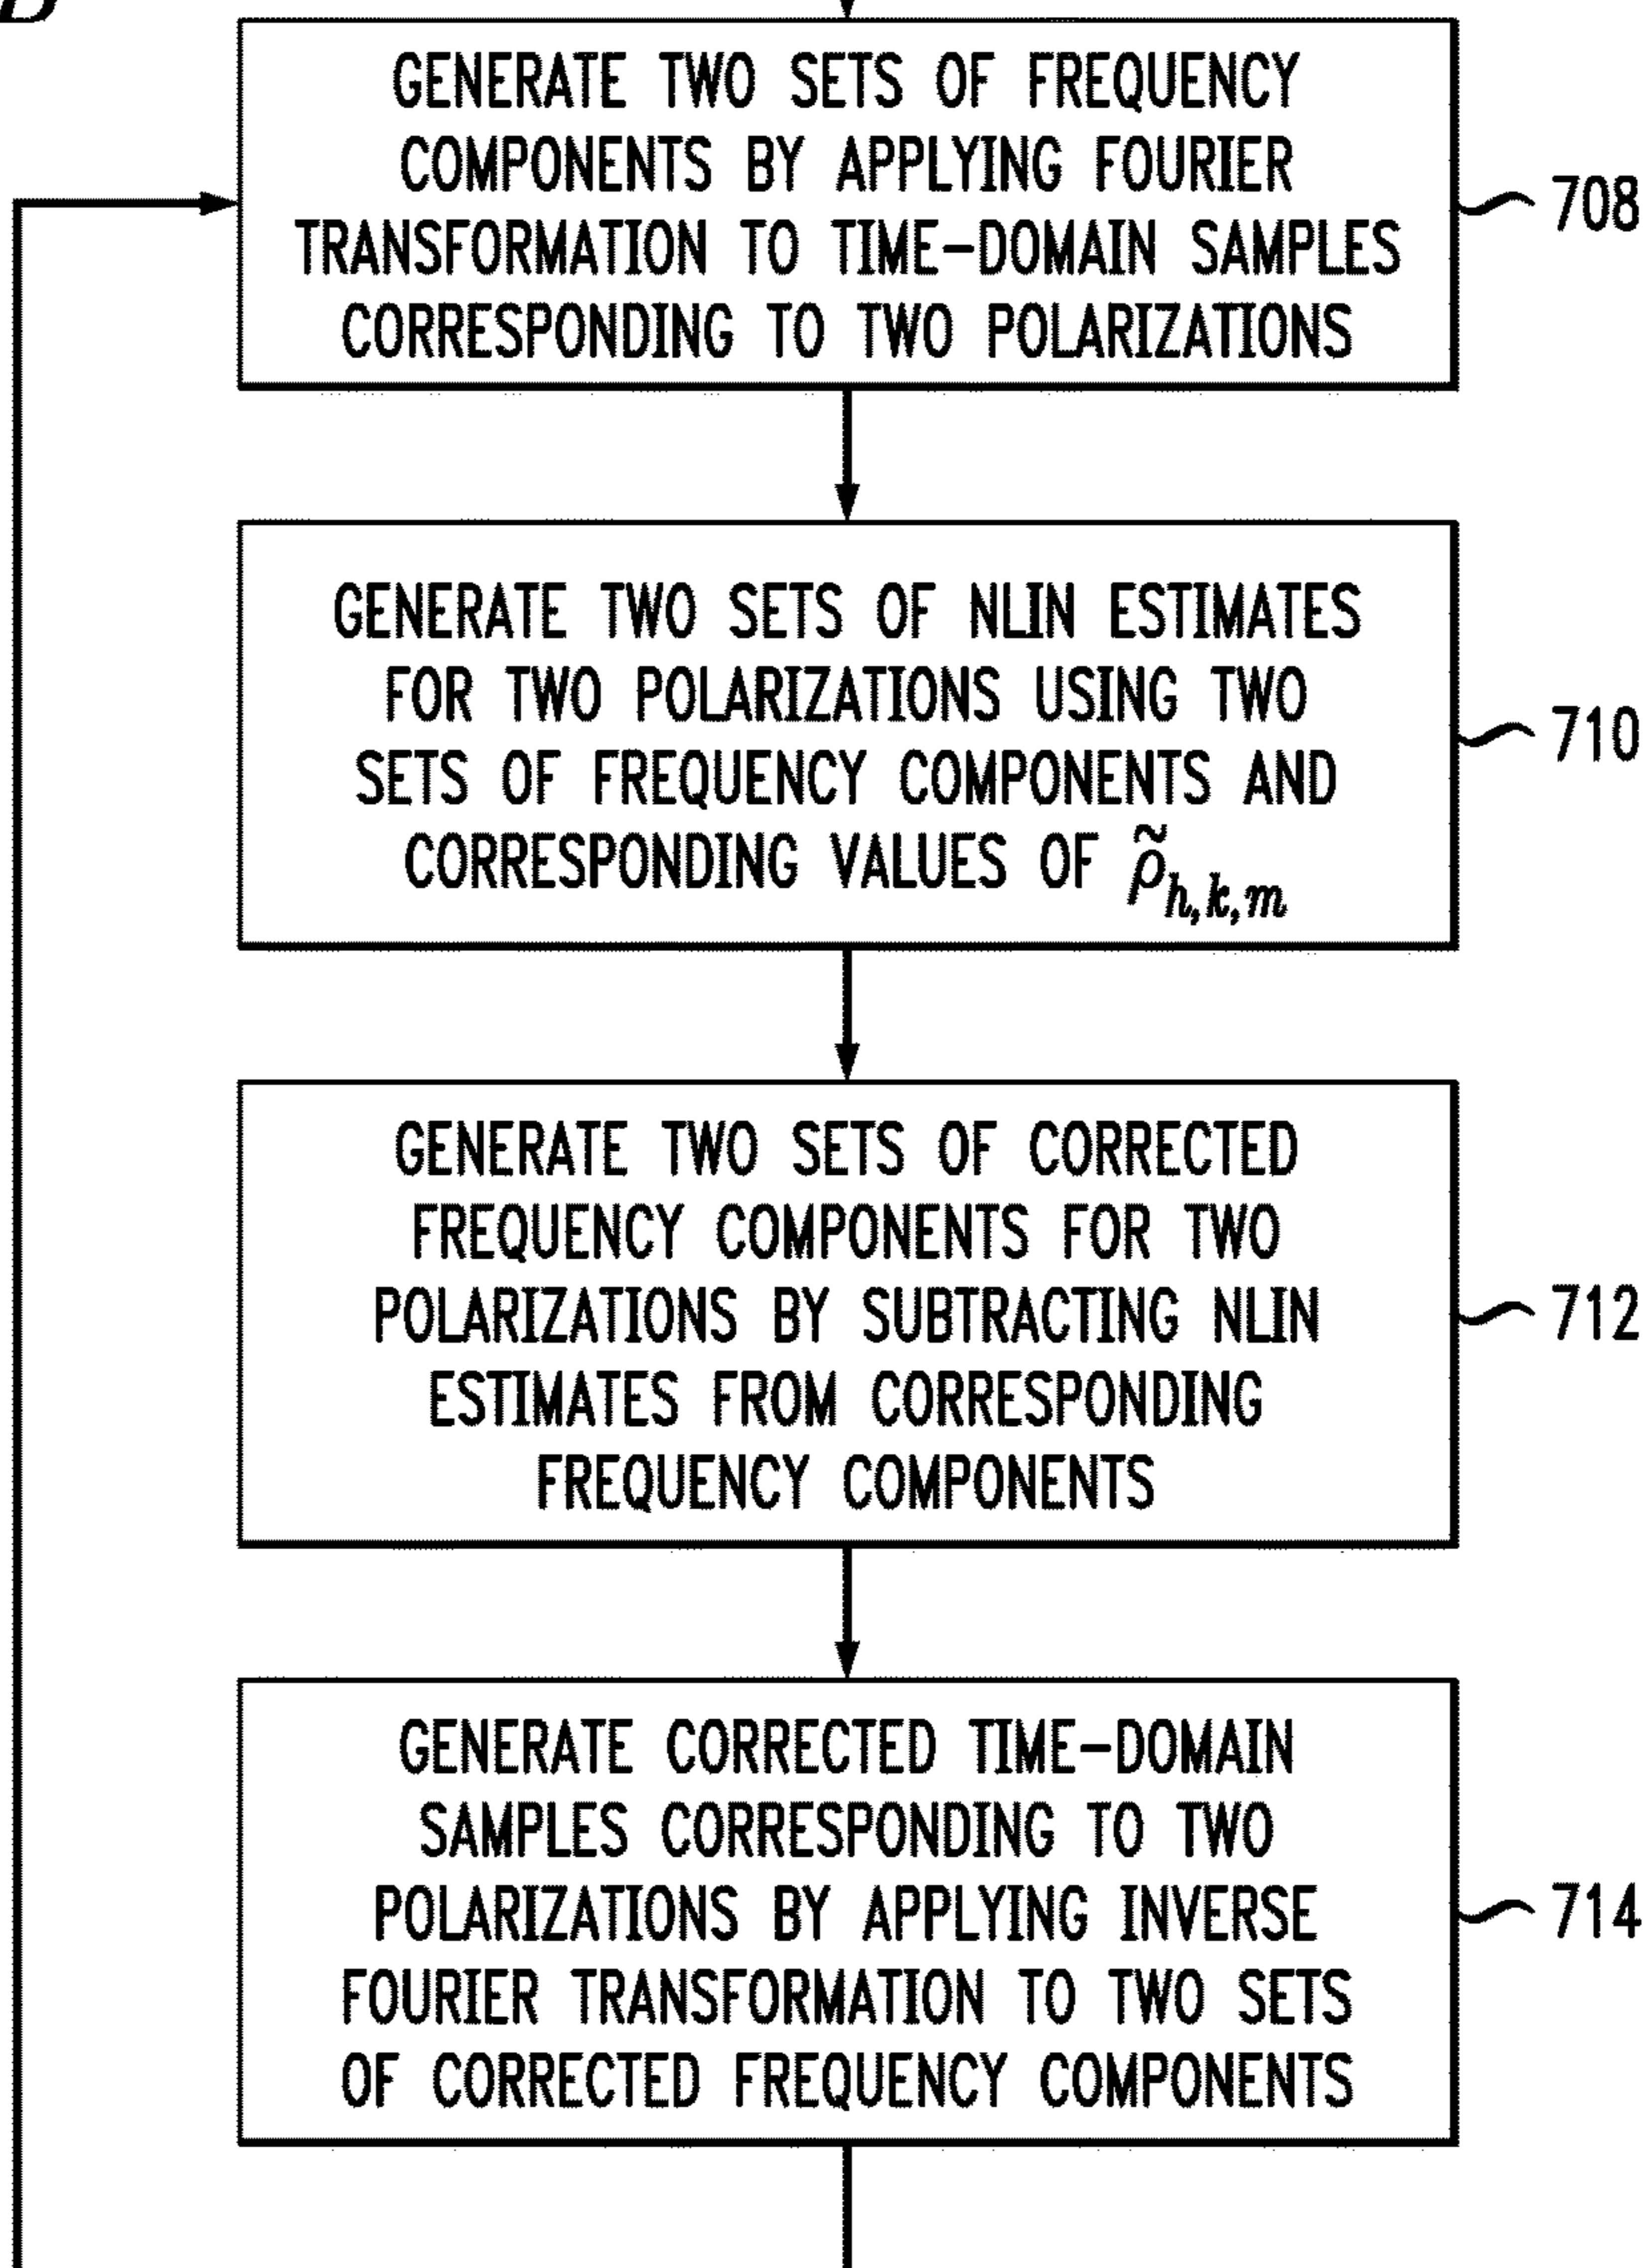 GENERATE TWO SETS OF FREQUENCY
COMPONENTS BY APPLYING FOURIER
TRANSFORMATION TO TIME-DOMAIN SAMPLES
CORRESPONDING TO TWO POLARIZATIONS
708
GENERATE TWO SETS OF NLIN ESTIMATES
FOR TWO POLARIZATIONS USING TWO
SETS OF FREQUENCY COMPONENTS AND
CORRESPONDING VALUES OF ρ̃h,k,m
710
GENERATE TWO SETS OF CORRECTED
FREQUENCY COMPONENTS FOR TWO
POLARIZATIONS BY SUBTRACTING NLIN
ESTIMATES FROM CORRESPONDING
FREQUENCY COMPONENTS
712
GENERATE CORRECTED TIME-DOMAIN
SAMPLES CORRESPONDING TO TWO
POLARIZATIONS BY APPLYING INVERSE
FOURIER TRANSFORMATION TO TWO SETS
OF CORRECTED FREQUENCY COMPONENTS
714